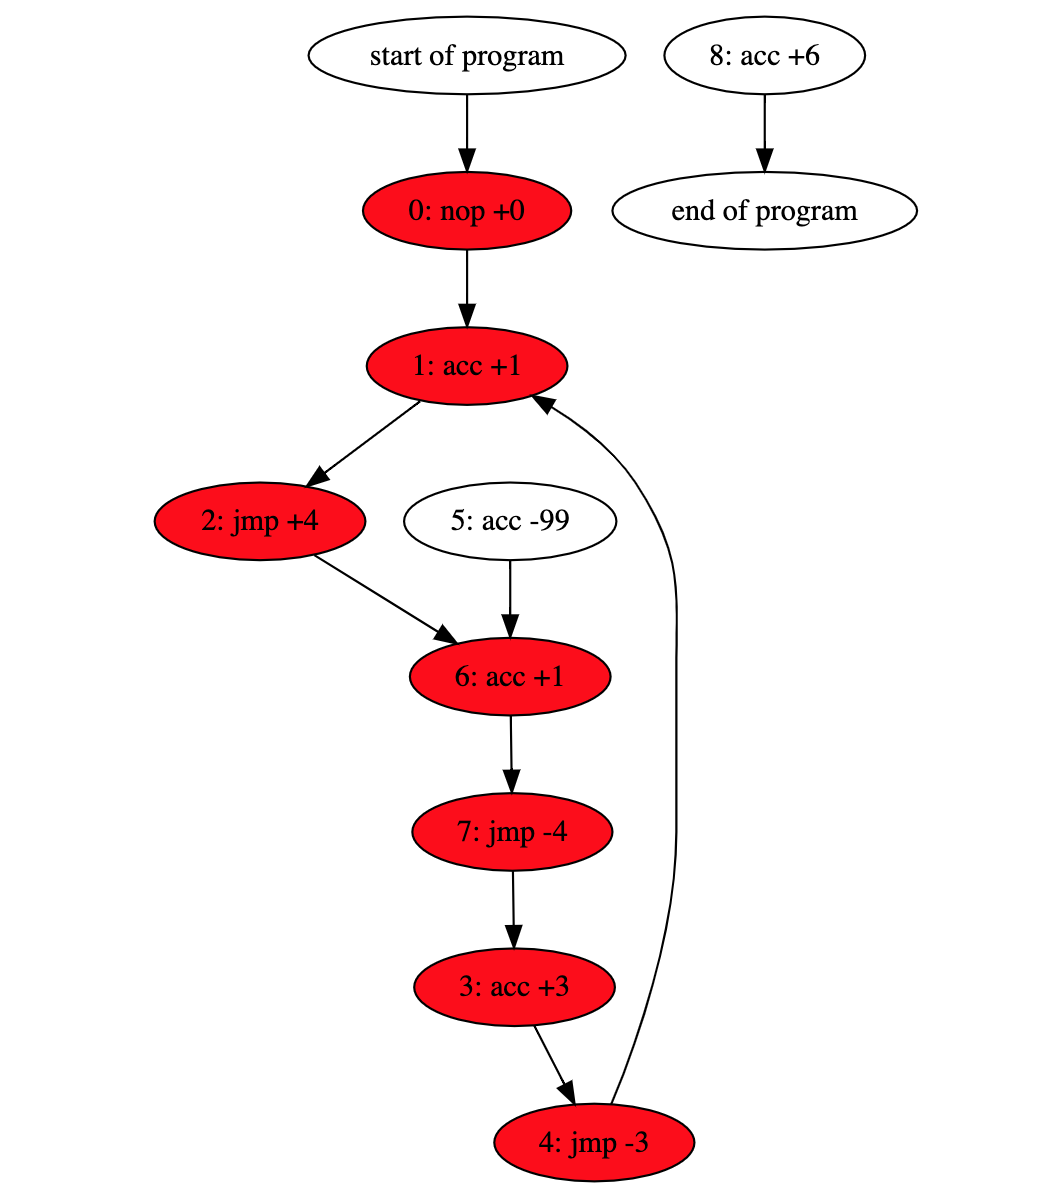 start of program
8: acc +6
0: nop +0
end of program
1: acc +1
2: jmp +4
5: acc -99
6: acc +1
7: jmp -4
3: acc +3
4: jmp -3